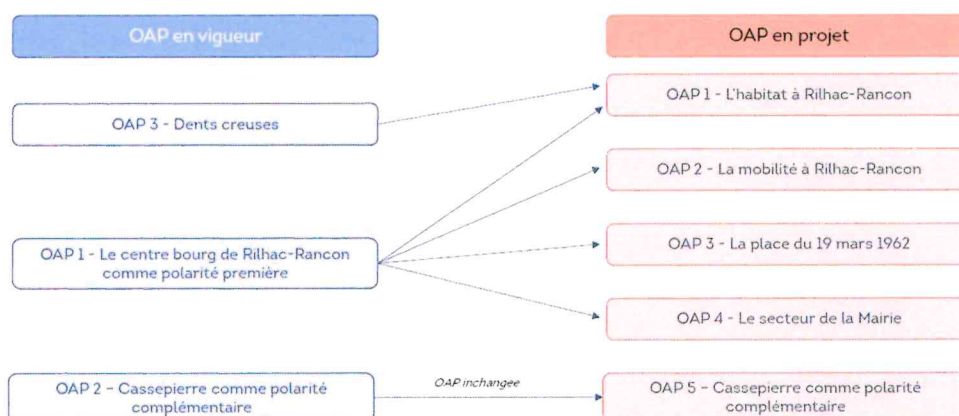 OAP en vigueur
OAP en projet
OAP 3 - Dents creuses
OAP 1 - L'habitat à Rilhac-Rancon
OAP 2 - La mobilité à Rilhac-Rancon
OAP 1 - Le centre bourg de Rilhac-Rancon
comme polarité première
OAP 3 - La place du 19 mars 1962
OAP 4 - Le secteur de la Mairie
OAP 2 – Cassepierre comme polarité
complémentaire
OAP inchangée
OAP 5 – Cassepierre comme polarité
complémentaire